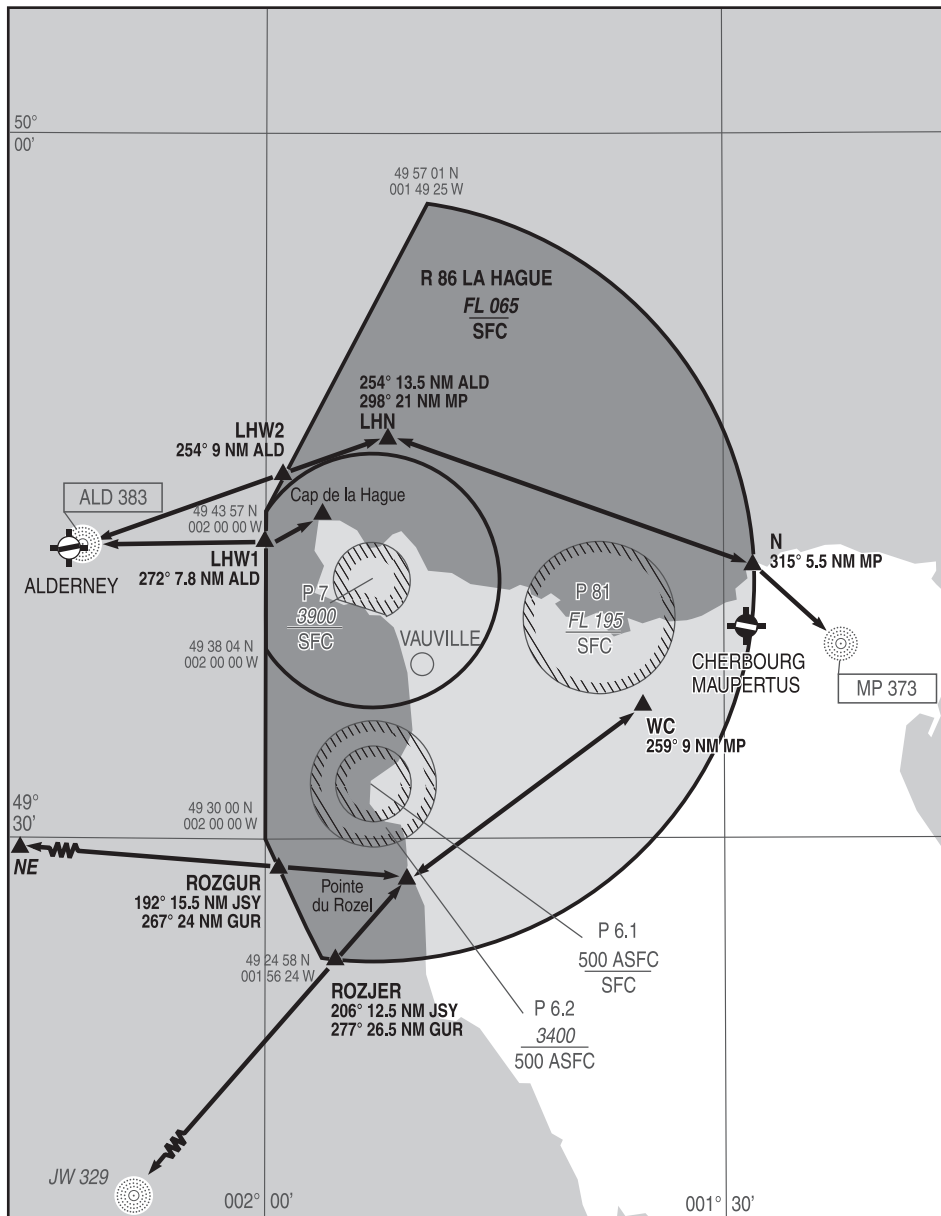 50°
00'
49 57 01 N
001 49 25 W
R 86 LA HAGUE
FL 065
SFC
254° 13.5 NM ALD
298° 21 NM MP
LHN
LHW2
254° 9 NM ALD
ALD 383
Cap de la Hague
49 43 57 N
002 00 00 W
LHW1
272° 7.8 NM ALD
ALDERNEY
N
315° 5.5 NM MP
P 7
3900
SFC
P 81
FL 195
SFC
VAUVILLE
49 38 04 N
002 00 00 W
CHERBOURG
MAUPERTUS
MP 373
WC
259° 9 NM MP
49°
30'
49 30 00 N
002 00 00 W
NE
ROZGUR
192° 15.5 NM JSY
267° 24 NM GUR
Pointe
du Rozel
49 24 58 N
001 56 24 W
P 6.1
500 ASFC
SFC
ROZJER
206° 12.5 NM JSY
277° 26.5 NM GUR
P 6.2
3400
500 ASFC
JW 329
002° 00'
001° 30'